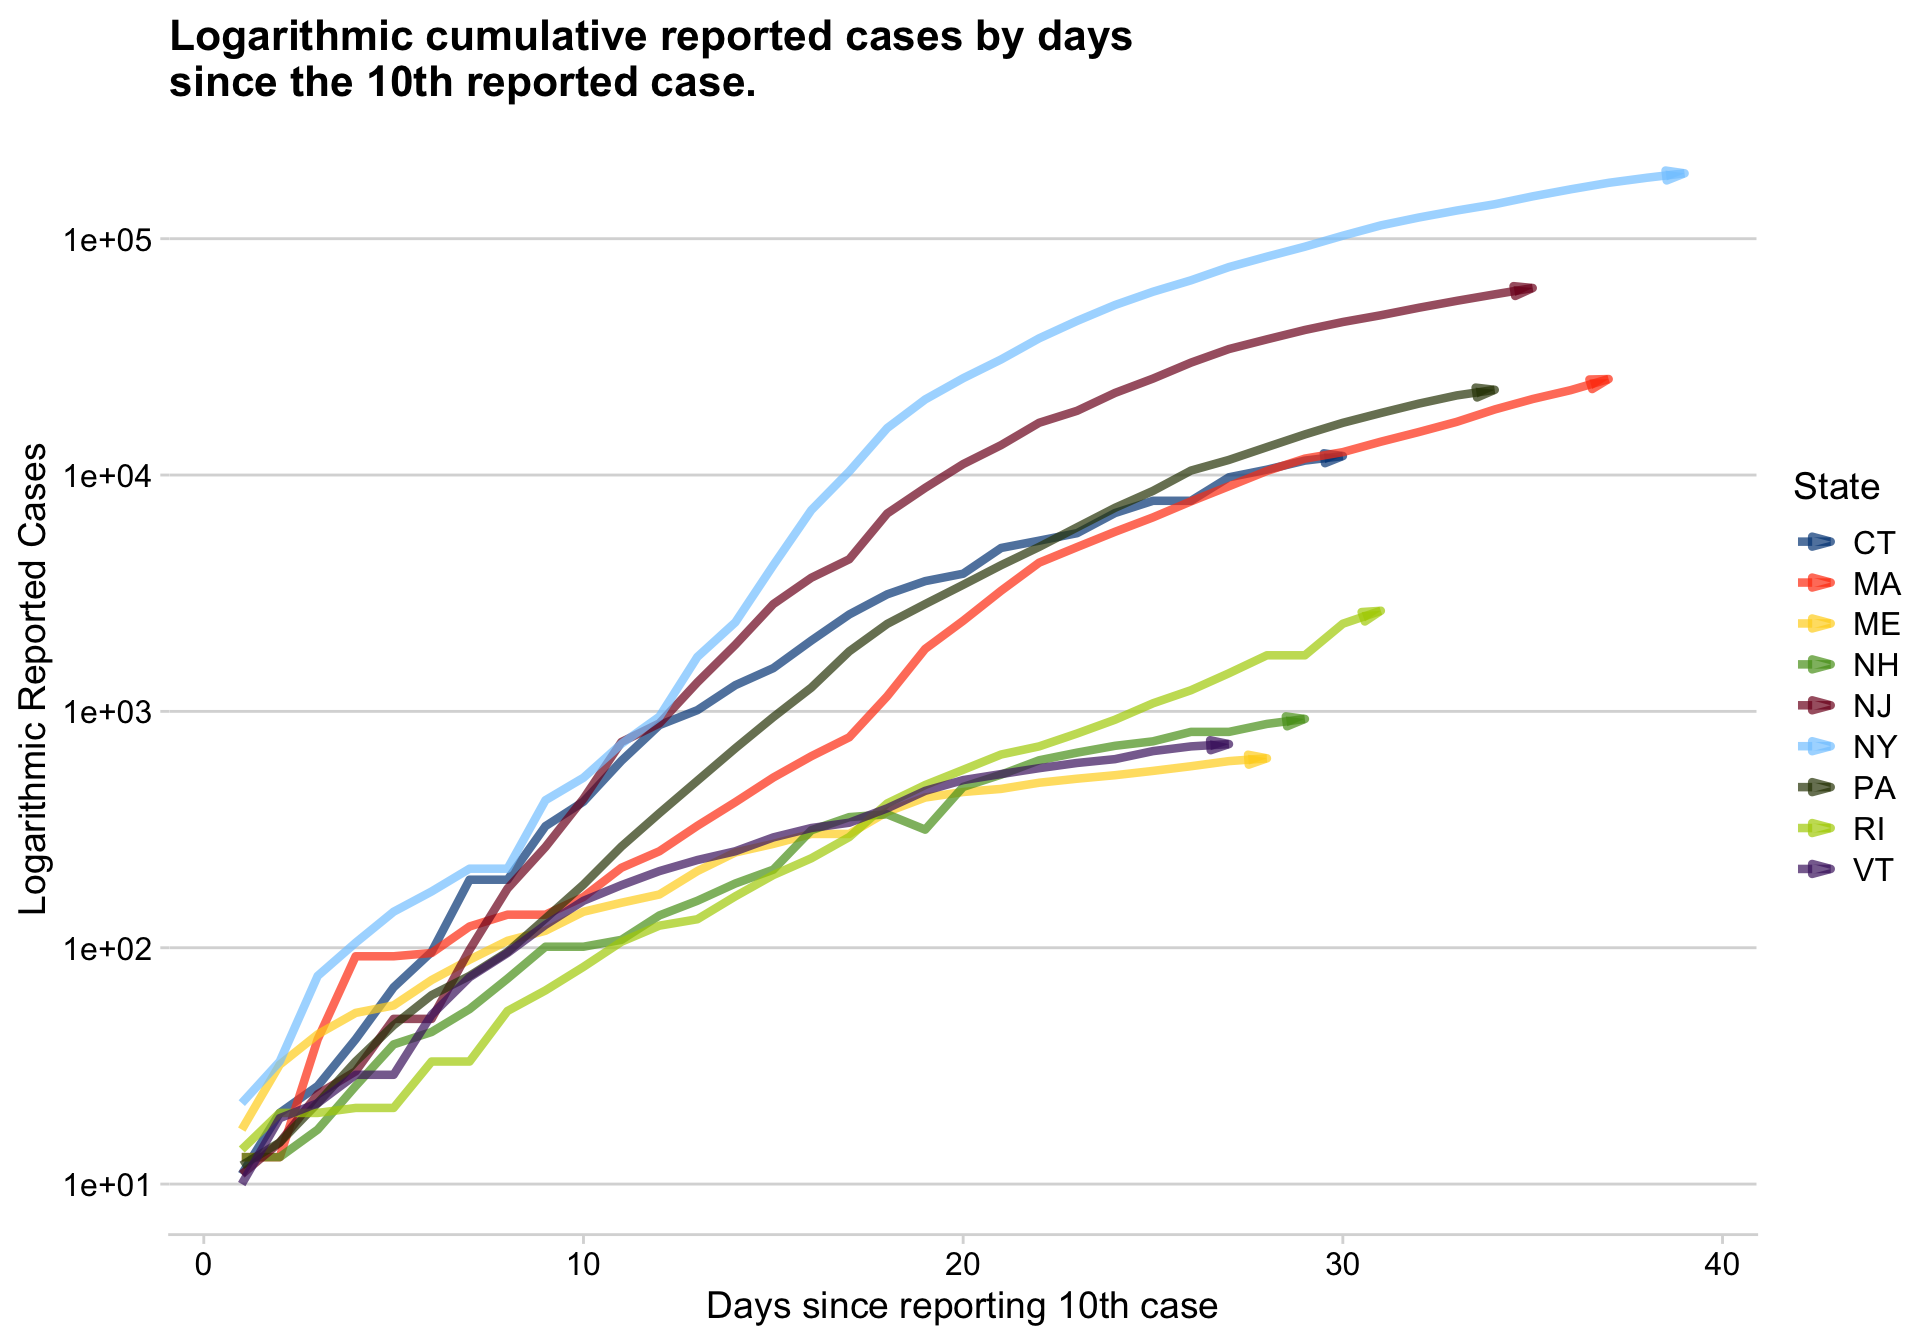 Logarithmic cumulative reported cases by days
since the 10th reported case.
Logarithmic Reported Cases
1e+05
1e+04
1e+03
1e+02
1e+01
0 10 20 30 40
Days since reporting 10th case
State
CT
MA
ME
NH
NJ
NY
PA
RI
VT